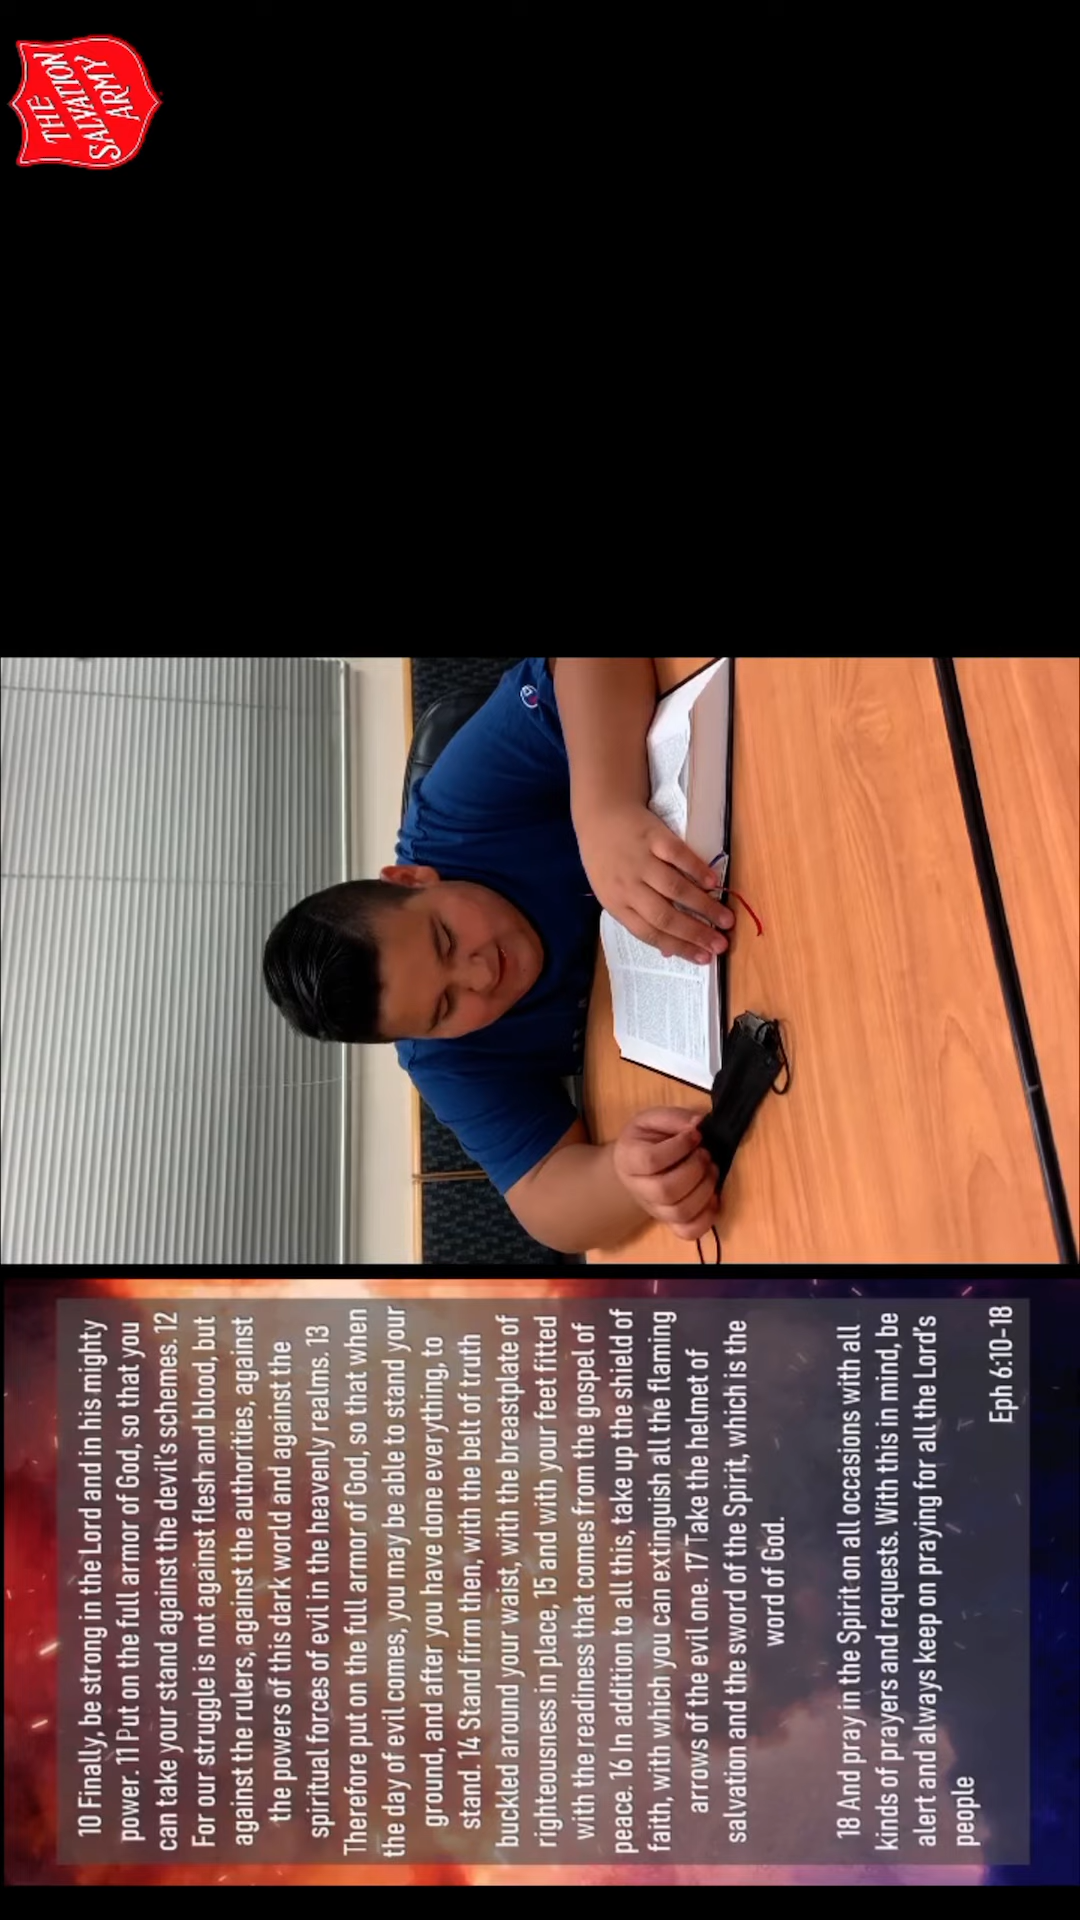 THE
SALVATION
ARMY
10 Finally, be strong in the Lord and in his mighty
power. 11 Put on the full armor of God, so that you
can take your stand against the devil's schemes. 12
For our struggle is not against flesh and blood, but
against the rulers, against the authorities, against
the powers of this dark world and against the
spiritual forces of evil in the heavenly realms. 13
Therefore put on the full armor of God, so that when
the day of evil comes, you may be able to stand your
ground, and after you have done everything, to
stand. 14 Stand firm then, with the belt of truth
buckled around your waist, with the breastplate of
righteousness in place, 15 and with your feet fitted
with the readiness that comes from the gospel of
peace. 16 In addition to all this, take up the shield of
faith, with which you can extinguish all the flaming
arrows of the evil one. 17 Take the helmet of
salvation and the sword of the Spirit, which is the
word of God.
18 And pray in the Spirit on all occasions with all
kinds of prayers and requests. With this in mind, be
alert and always keep on praying for all the Lord's
people
Eph 6:10-18